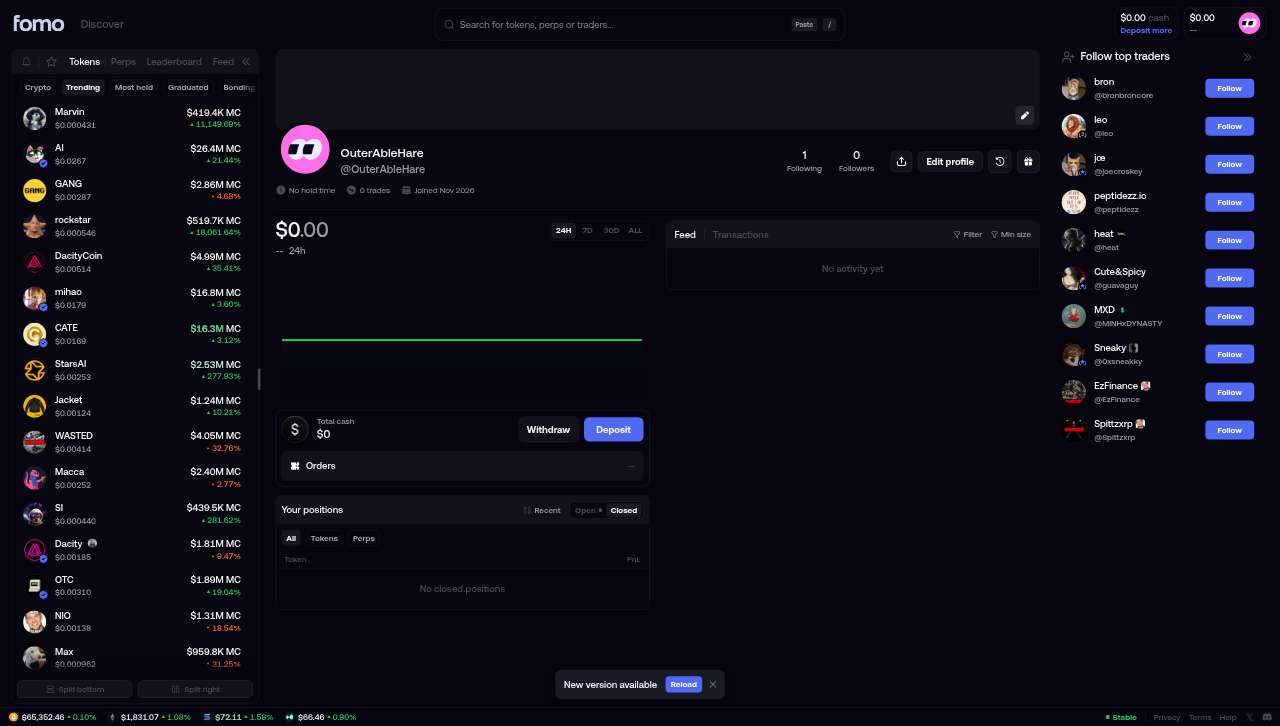 fomo Discover
Search for tokens, perps or traders... Paste /
$0.00 cash
Deposit more
$0.00
—
Tokens Perps Leaderboard Feed
Crypto Trending Most held Graduated Bonding
Marvin $419.4K MC
$0.000431 11,149.69%
AI $26.4M MC
$0.0267 21.44%
GANG $2.86M MC
$0.00287 4.68%
rockstar $519.7K MC
$0.000546 18,061.64%
DacityCoin $4.99M MC
$0.00514 35.41%
mihao $16.8M MC
$0.0179 3.60%
CATE $16.3M MC
$0.0169 3.12%
StarsAI $2.53M MC
$0.00253 277.93%
Jacket $1.24M MC
$0.00124 10.21%
WASTED $4.05M MC
$0.00414 32.76%
Macca $2.40M MC
$0.00252 2.77%
SI $439.5K MC
$0.000440 281.62%
Dacity $1.81M MC
$0.00185 9.47%
OTC $1.89M MC
$0.00310 19.04%
NIO $1.31M MC
$0.00138 18.54%
Max $959.8K MC
$0.000962 31.25%
Split bottom Split right
OuterAbleHare
@OuterAbleHare
No hold time 0 trades Joined Nov 2026
1 Following
0 Followers
Edit profile
$0.00
-- 24h
24H 7D 30D ALL
Total cash
$0
Withdraw Deposit
Orders —
Your positions Recent Open Closed
All Tokens Perps
Token PnL
No closed positions
Feed Transactions Filter Min size
No activity yet
Follow top traders
bron
@bronbroncore Follow
leo
@leo Follow
jœ
@joecroskey Follow
peptidezz.io
@peptidezz Follow
heat
@heat Follow
Cute&Spicy
@guavaguy Follow
MXD
@MINHxDYNASTY Follow
Sneaky
@0xsneakky Follow
EzFinance
@EzFinance Follow
Spittzxrp
@Spittzxrp Follow
New version available Reload
$65,352.46 0.10% $1,831.07 1.08% $72.11 1.58% $66.46 0.90%
Stable Privacy Terms Help